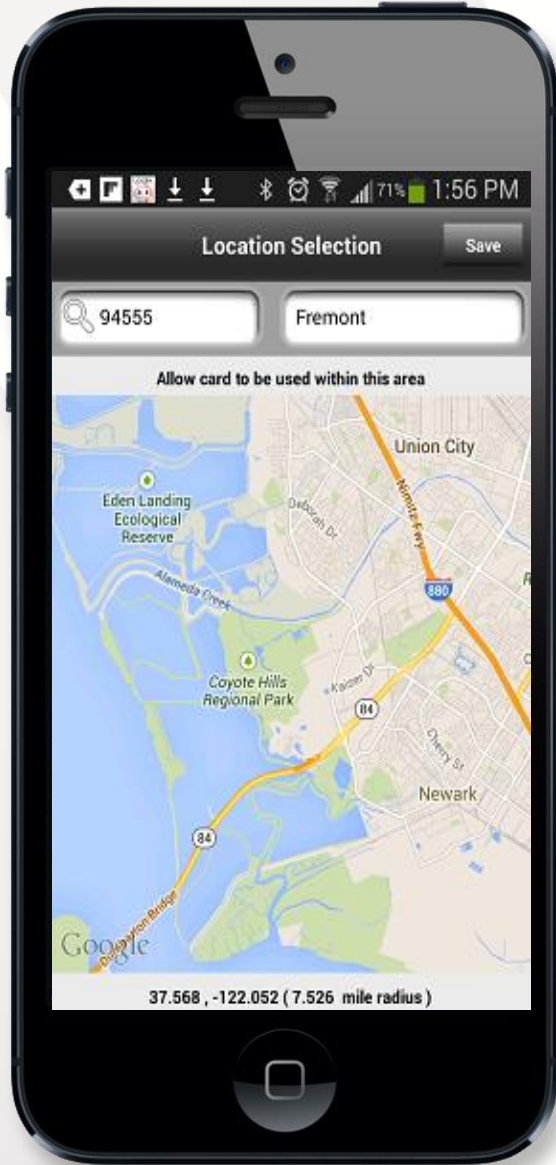 71% 1:56 PM
Location Selection
Save
94555
Fremont
Allow card to be used within this area
Union City
Eden Landing
Ecological
Reserve
Deborah Dr
Nimitz Fwy
Alameda Creek
880
Coyote Hills
Regional Park
Kaiser Dr
84
Cherry St
Newark
84
Dumbarton Bridge
Google
37.568 , -122.052 ( 7.526 mile radius )